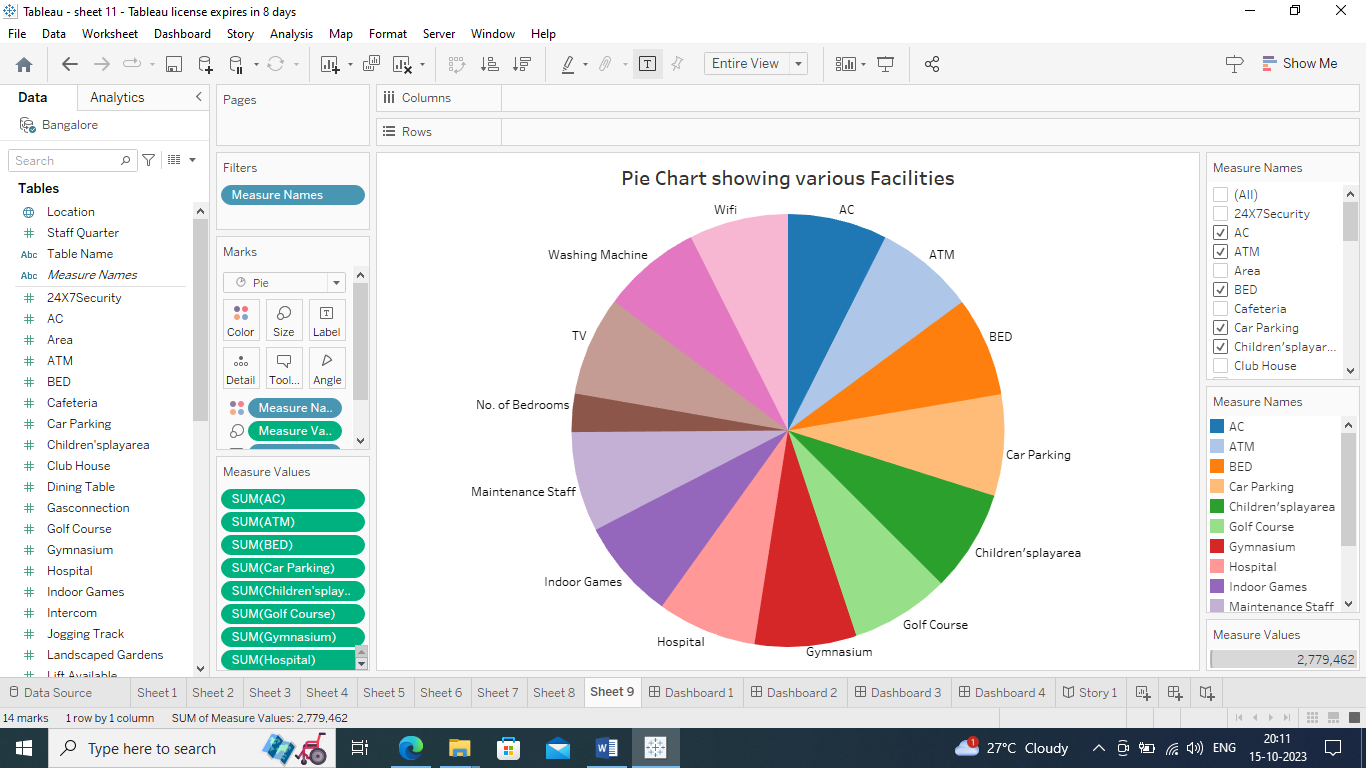 Tableau - sheet 11 - Tableau license expires in 8 days
File Data Worksheet Dashboard Story Analysis Map Format Server Window Help
Entire View
Show Me
Data Analytics
Bangalore
Search
Tables
Location
Staff Quarter
Abc Table Name
Abc Measure Names
24X7Security
AC
Area
ATM
BED
Cafeteria
Car Parking
Children'splayarea
Club House
Dining Table
Gasconnection
Golf Course
Gymnasium
Hospital
Indoor Games
Intercom
Jogging Track
Landscaped Gardens
Lift Available
Pages
Filters
Measure Names
Marks
Pie
Color Size Label
Detail Tool... Angle
Measure Na..
Measure Va..
Measure Values
SUM(AC)
SUM(ATM)
SUM(BED)
SUM(Car Parking)
SUM(Children'splay..
SUM(Golf Course)
SUM(Gymnasium)
SUM(Hospital)
Columns
Rows
Pie Chart showing various Facilities
Wifi
AC
Washing Machine
ATM
TV
BED
No. of Bedrooms
Car Parking
Maintenance Staff
Children'splayarea
Indoor Games
Golf Course
Hospital
Gymnasium
Measure Names
(All)
24X7Security
AC
ATM
Area
BED
Cafeteria
Car Parking
Children'splayar...
Club House
Measure Names
AC
ATM
BED
Car Parking
Children'splayarea
Golf Course
Gymnasium
Hospital
Indoor Games
Maintenance Staff
Measure Values
2,779,462
Data Source Sheet 1 Sheet 2 Sheet 3 Sheet 4 Sheet 5 Sheet 6 Sheet 7 Sheet 8 Sheet 9 Dashboard 1 Dashboard 2 Dashboard 3 Dashboard 4 Story 1
14 marks 1 row by 1 column SUM of Measure Values: 2,779,462
Type here to search
1
27°C Cloudy
ENG
20:11
15-10-2023